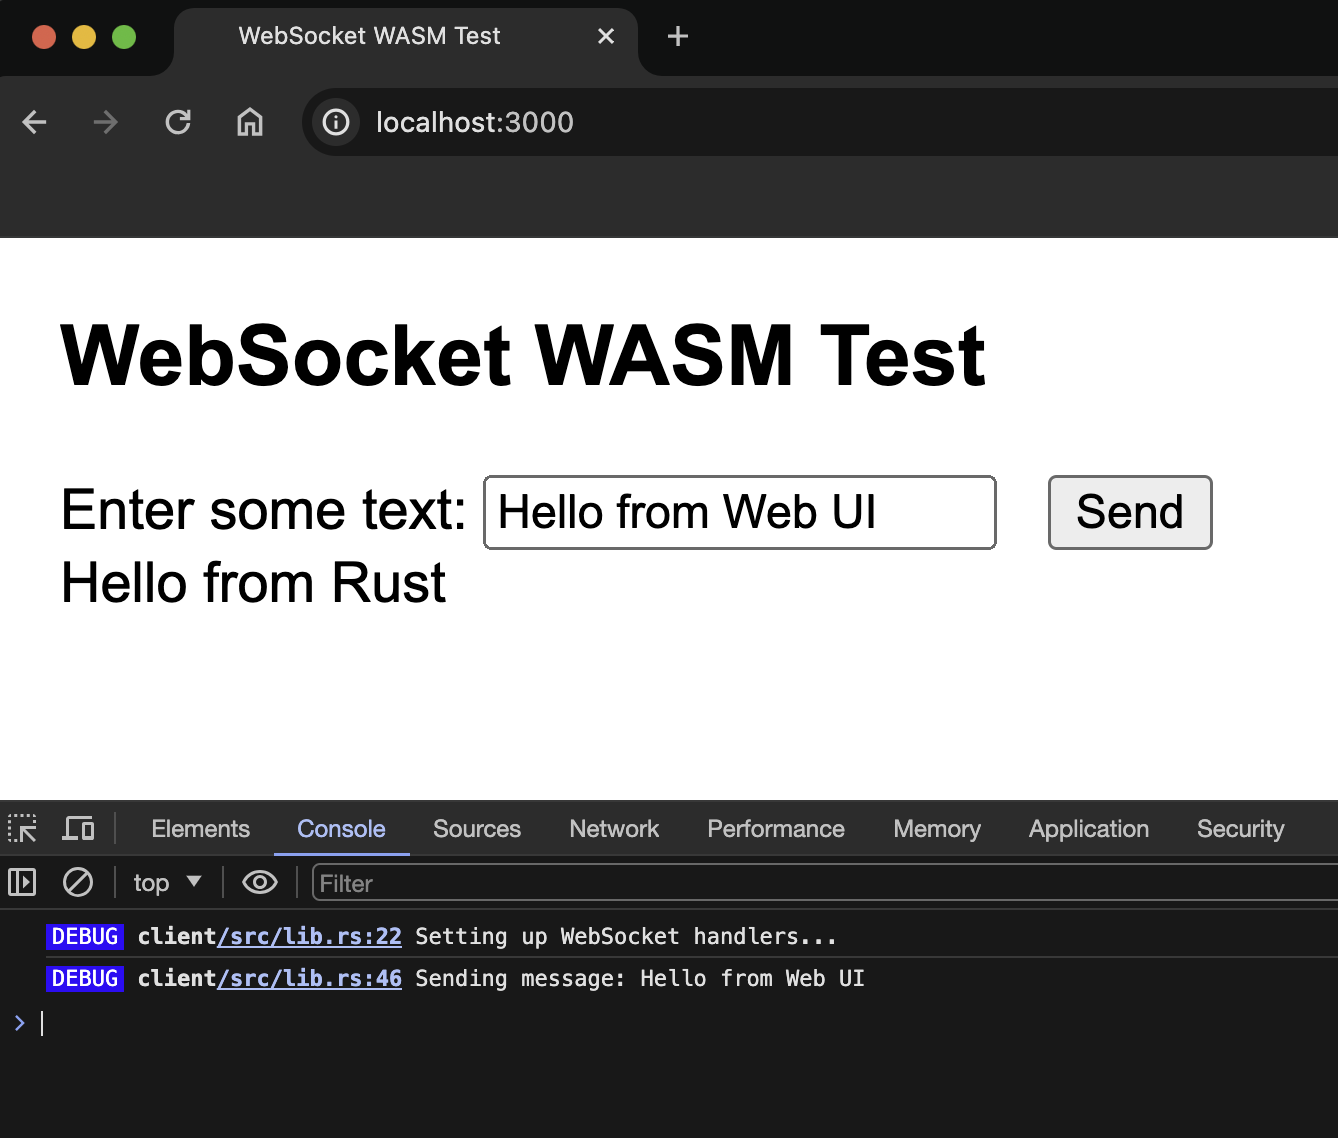 WebSocket WASM Test
localhost:3000
WebSocket WASM Test
Enter some text: Hello from Web UI Send
Hello from Rust
Elements Console Sources Network Performance Memory Application Security
top Filter
DEBUG client/src/lib.rs:22 Setting up WebSocket handlers...
DEBUG client/src/lib.rs:46 Sending message: Hello from Web UI